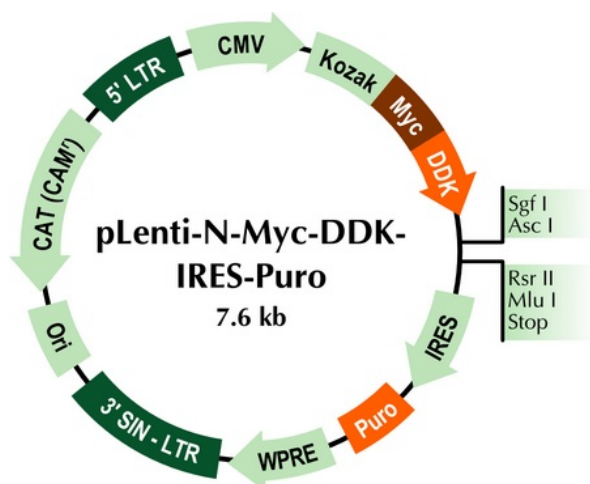 CMV
Kozak
Myc
DDK
Sgf I
Asc I
Rsr II
Mlu I
Stop
IRES
Puro
WPRE
3' SIN - LTR
Ori
CAT (CAMʳ)
5' LTR
pLenti-N-Myc-DDK-
IRES-Puro
7.6 kb